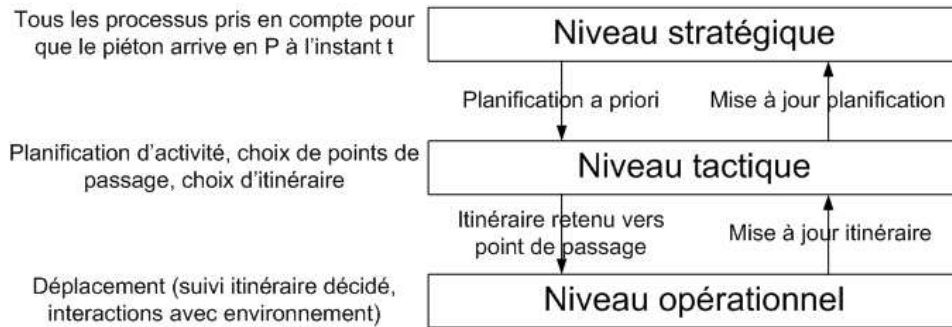 Tous les processus pris en compte pour
que le piéton arrive en P à l'instant t
Niveau stratégique
Planification a priori
Mise à jour planification
Planification d'activité, choix de points de
passage, choix d'itinéraire
Niveau tactique
Itinéraire retenu vers
point de passage
Mise à jour itinéraire
Déplacement (suivi itinéraire décidé,
interactions avec environnement)
Niveau opérationnel